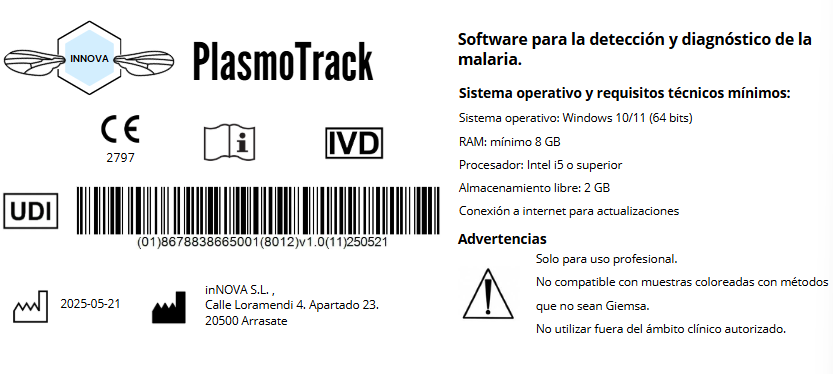 INNOVA
PlasmoTrack
CE
2797
i
IVD
UDI
(01)8678838665001(8012)v1.0(11)250521
2025-05-21
inNOVA S.L. ,
Calle Loramendi 4. Apartado 23.
20500 Arrasate
Software para la detección y diagnóstico de la
malaria.
Sistema operativo y requisitos técnicos mínimos:
Sistema operativo: Windows 10/11 (64 bits)
RAM: mínimo 8 GB
Procesador: Intel i5 o superior
Almacenamiento libre: 2 GB
Conexión a internet para actualizaciones
Advertencias
Solo para uso profesional.
No compatible con muestras coloreadas con métodos
que no sean Giemsa.
No utilizar fuera del ámbito clínico autorizado.